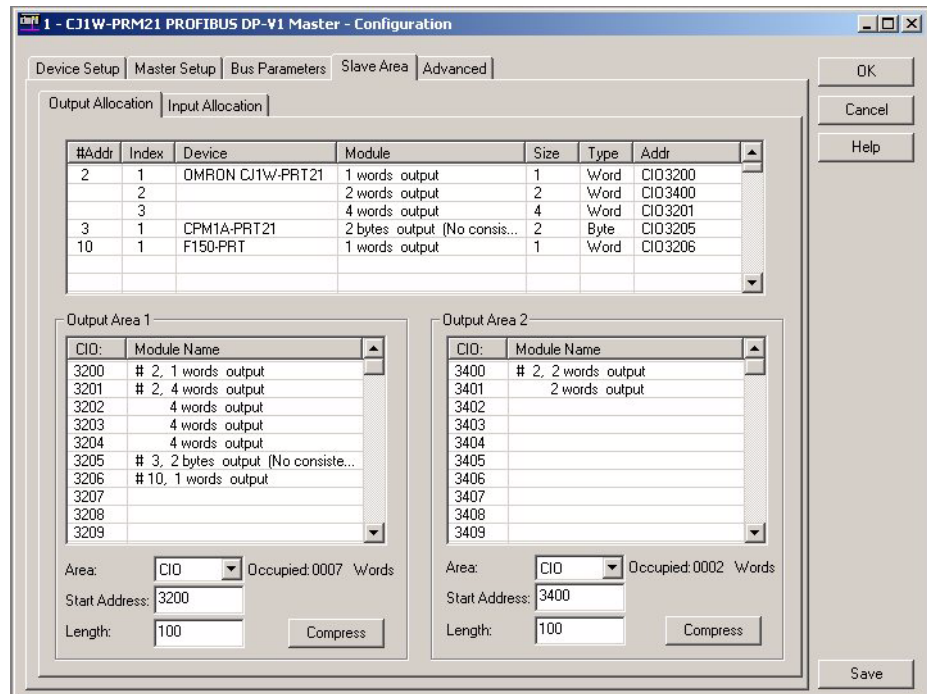 1 - CJ1W-PRM21 PROFIBUS DP-V1 Master - Configuration
Device Setup Master Setup Bus Parameters Slave Area Advanced
OK
Cancel
Help
Output Allocation Input Allocation
#Addr Index Device Module Size Type Addr
2 1 OMRON CJ1W-PRT21 1 words output 1 Word CIO3200
2 2 words output 2 Word CIO3400
3 4 words output 4 Word CIO3201
3 1 CPM1A-PRT21 2 bytes output (No consis... 2 Byte CIO3205
10 1 F150-PRT 1 words output 1 Word CIO3206
Output Area 1
CIO: Module Name
3200 # 2, 1 words output
3201 # 2, 4 words output
3202 4 words output
3203 4 words output
3204 4 words output
3205 # 3, 2 bytes output (No consiste...
3206 # 10, 1 words output
3207
3208
3209
Area: CIO Occupied:0007 Words
Start Address: 3200
Length: 100 Compress
Output Area 2
CIO: Module Name
3400 # 2, 2 words output
3401 2 words output
3402
3403
3404
3405
3406
3407
3408
3409
Area: CIO Occupied:0002 Words
Start Address: 3400
Length: 100 Compress
Save